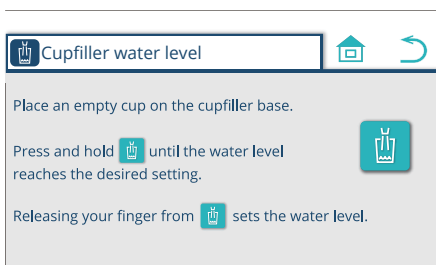 Cupfiller water level
Place an empty cup on the cupfiller base.
Press and hold until the water level
reaches the desired setting.
Releasing your finger from sets the water level.